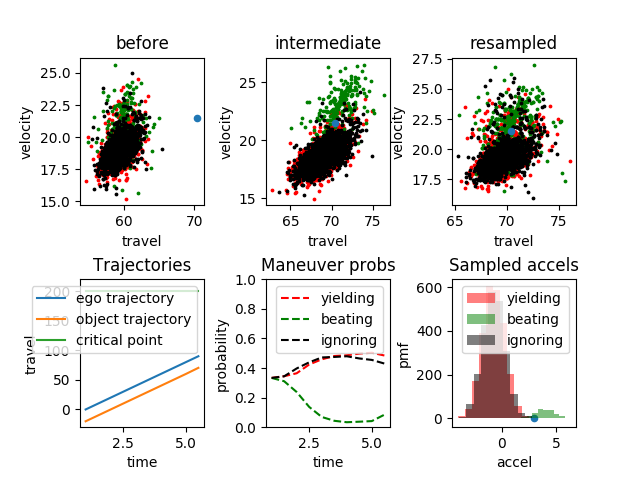 before
intermediate
resampled
25.0
22.5
20.0
17.5
15.0
velocity
60
70
travel
25
20
15
velocity
65
70
75
travel
27.5
25.0
22.5
20.0
17.5
velocity
65
70
75
travel
Trajectories
Maneuver probs
Sampled accels
200
150
100
50
0
travel
ego trajectory
object trajectory
critical point
2.5
5.0
time
1.0
0.8
0.6
0.4
0.2
0.0
probability
yielding
beating
ignoring
2.5
5.0
time
600
400
200
0
pmf
yielding
beating
ignoring
0
5
accel